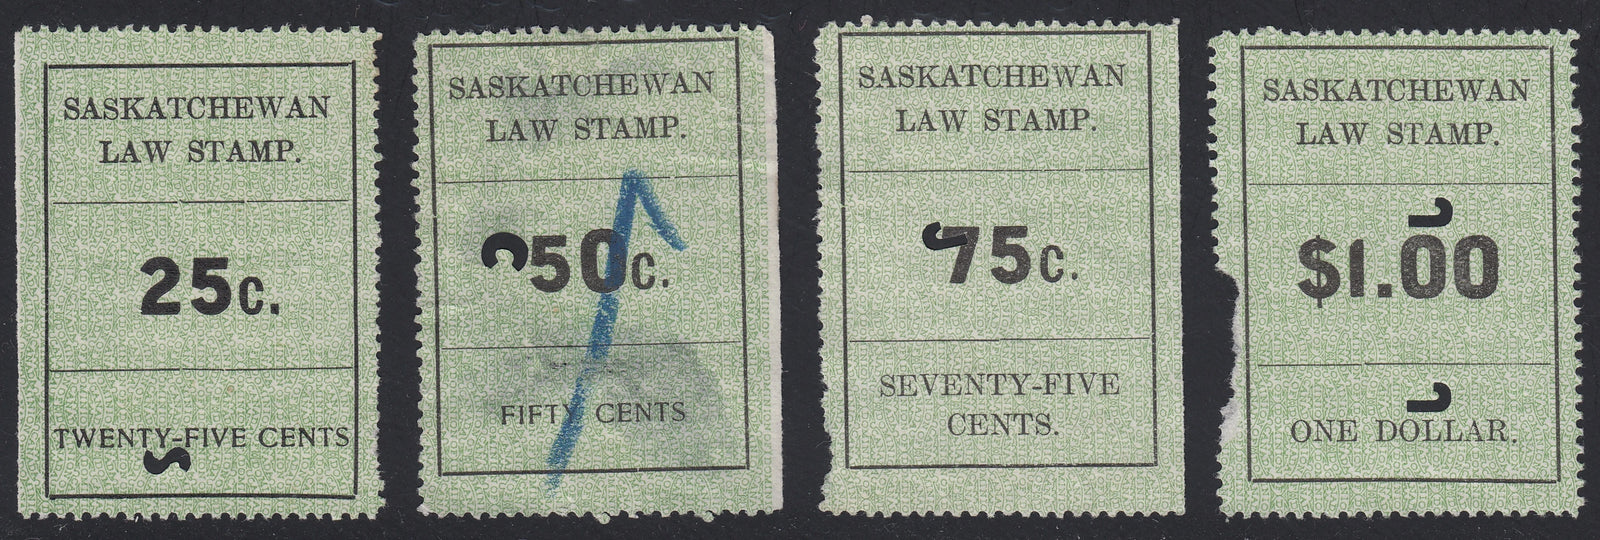 SASKATCHEWAN
LAW STAMP.
25c.
TWENTY-FIVE CENTS
SASKATCHEWAN
LAW STAMP.
50c.
FIFTY CENTS
SASKATCHEWAN
LAW STAMP.
75c.
SEVENTY-FIVE
CENTS.
SASKATCHEWAN
LAW STAMP.
$1.00
ONE DOLLAR.